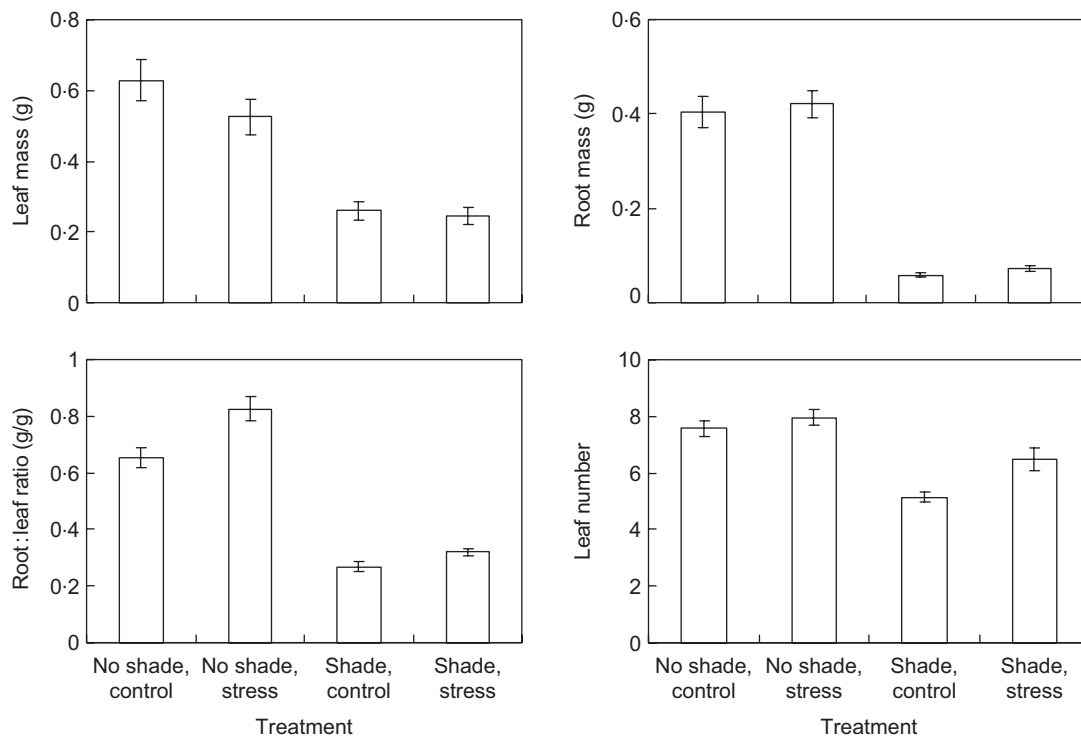 0·8
0·6
0·4
0·2
0
Leaf mass (g)
0·6
0·4
0·2
0
Root mass (g)
1
0·8
0·6
0·4
0·2
0
Root:leaf ratio (g/g)
No shade,
control
No shade,
stress
Shade,
control
Shade,
stress
Treatment
10
8
6
4
2
0
Leaf number
No shade,
control
No shade,
stress
Shade,
control
Shade,
stress
Treatment